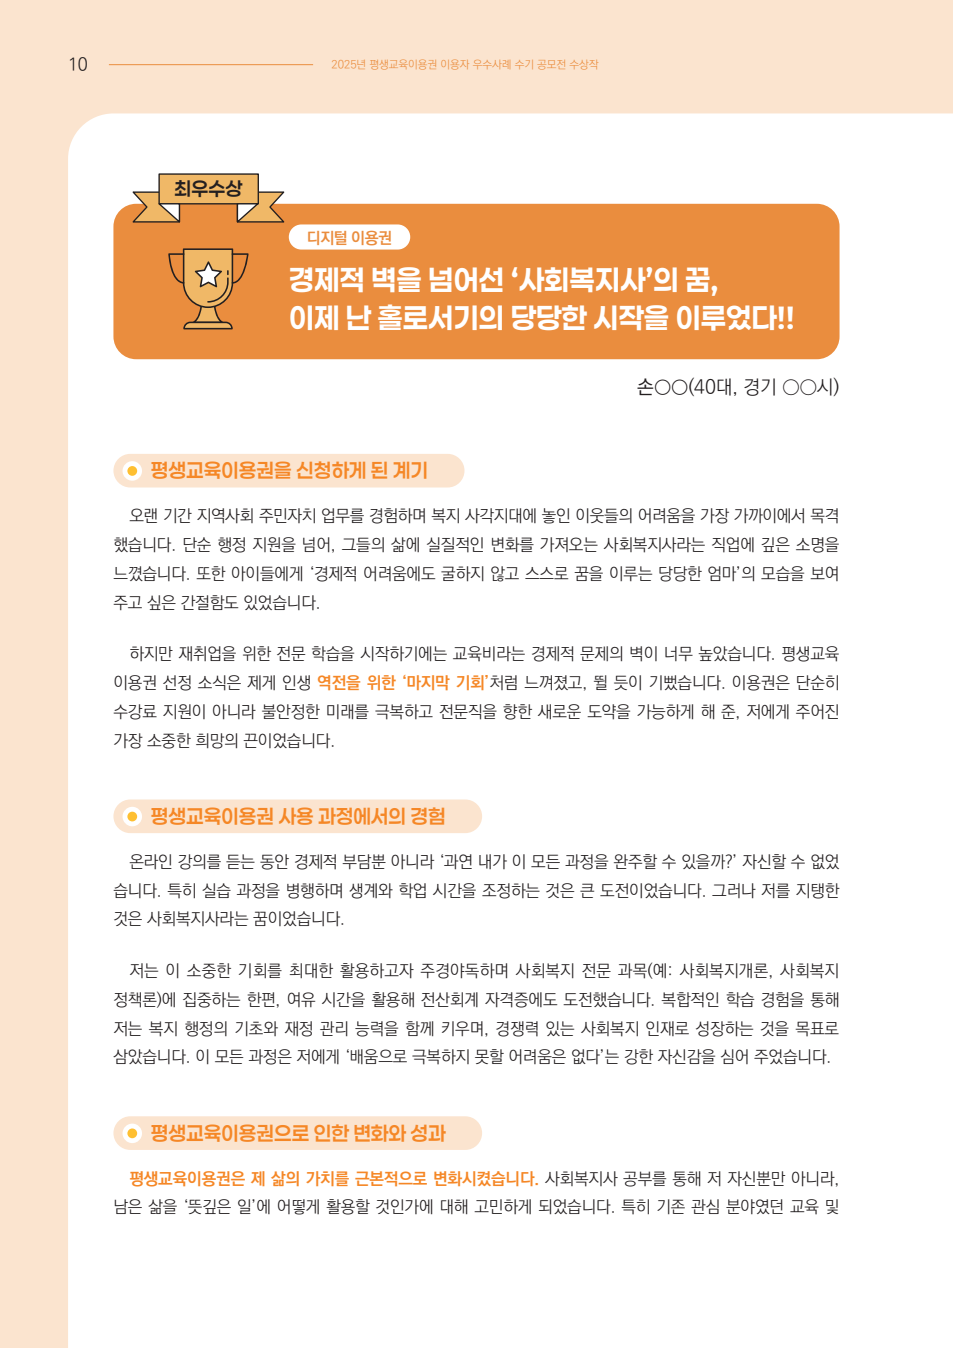 10
2025년 평생교육이용권 이용자 우수사례 수기 공모전 수상작
최우수상
디지털 이용권
경제적 벽을 넘어선 ‘사회복지사’의 꿈,
이제 난 홀로서기의 당당한 시작을 이루었다!!
손○○(40대, 경기 ○○시)
평생교육이용권을 신청하게 된 계기
오랜 기간 지역사회 주민자치 업무를 경험하며 복지 사각지대에 놓인 이웃들의 어려움을 가장 가까이에서 목격
했습니다. 단순 행정 지원을 넘어, 그들의 삶에 실질적인 변화를 가져오는 사회복지사라는 직업에 깊은 소명을
느꼈습니다. 또한 아이들에게 ‘경제적 어려움에도 굴하지 않고 스스로 꿈을 이루는 당당한 엄마’의 모습을 보여
주고 싶은 간절함도 있었습니다.
하지만 재취업을 위한 전문 학습을 시작하기에는 교육비라는 경제적 문제의 벽이 너무 높았습니다. 평생교육
이용권 선정 소식은 제게 인생 역전을 위한 ‘마지막 기회’처럼 느껴졌고, 뛸 듯이 기뻤습니다. 이용권은 단순히
수강료 지원이 아니라 불안정한 미래를 극복하고 전문직을 향한 새로운 도약을 가능하게 해 준, 저에게 주어진
가장 소중한 희망의 끈이었습니다.
평생교육이용권 사용 과정에서의 경험
온라인 강의를 듣는 동안 경제적 부담뿐 아니라 ‘과연 내가 이 모든 과정을 완주할 수 있을까?’ 자신할 수 없었
습니다. 특히 실습 과정을 병행하며 생계와 학업 시간을 조정하는 것은 큰 도전이었습니다. 그러나 저를 지탱한
것은 사회복지사라는 꿈이었습니다.
저는 이 소중한 기회를 최대한 활용하고자 주경야독하며 사회복지 전문 과목(예: 사회복지개론, 사회복지
정책론)에 집중하는 한편, 여유 시간을 활용해 전산회계 자격증에도 도전했습니다. 복합적인 학습 경험을 통해
저는 복지 행정의 기초와 재정 관리 능력을 함께 키우며, 경쟁력 있는 사회복지 인재로 성장하는 것을 목표로
삼았습니다. 이 모든 과정은 저에게 ‘배움으로 극복하지 못할 어려움은 없다’는 강한 자신감을 심어 주었습니다.
평생교육이용권으로 인한 변화와 성과
평생교육이용권은 제 삶의 가치를 근본적으로 변화시켰습니다. 사회복지사 공부를 통해 저 자신뿐만 아니라,
남은 삶을 ‘뜻깊은 일’에 어떻게 활용할 것인가에 대해 고민하게 되었습니다. 특히 기존 관심 분야였던 교육 및